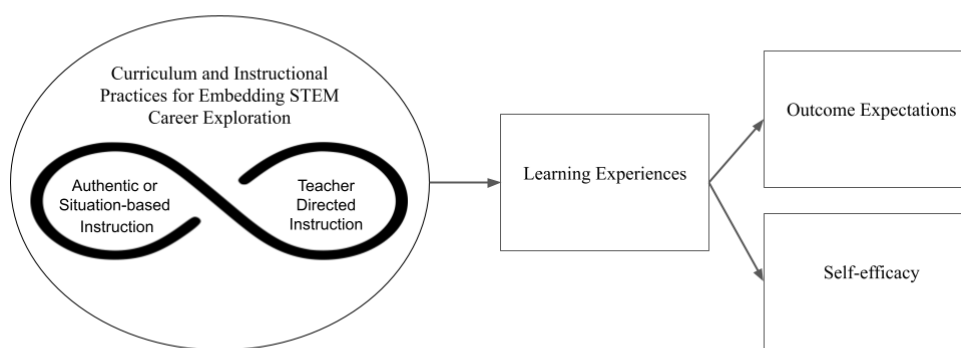 Curriculum and Instructional
Practices for Embedding STEM
Career Exploration
Authentic or
Situation-based
Instruction
Teacher
Directed
Instruction
Learning Experiences
Outcome Expectations
Self-efficacy